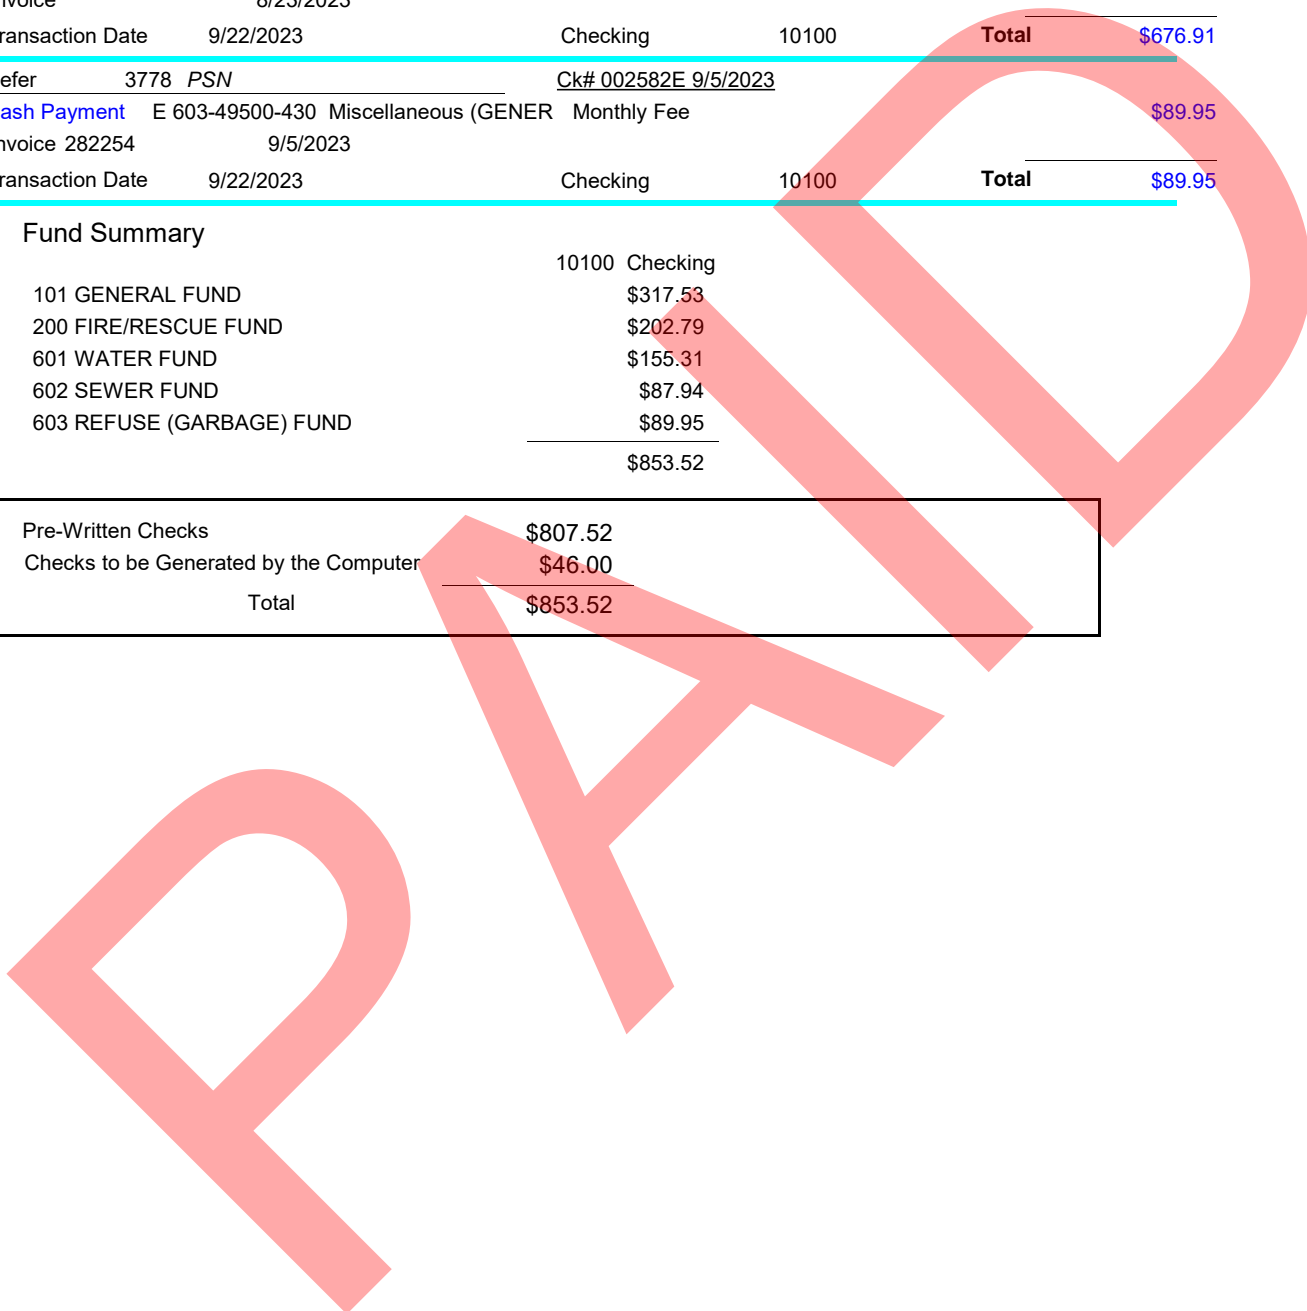 nvoice 8/23/2023
ransaction Date 9/22/2023 Checking 10100 Total $676.91
efer 3778 PSN Ck# 002582E 9/5/2023
ash Payment E 603-49500-430 Miscellaneous (GENER Monthly Fee $89.95
nvoice 282254 9/5/2023
ransaction Date 9/22/2023 Checking 10100 Total $89.95
Fund Summary
10100 Checking
101 GENERAL FUND $317.53
200 FIRE/RESCUE FUND $202.79
601 WATER FUND $155.31
602 SEWER FUND $87.94
603 REFUSE (GARBAGE) FUND $89.95
$853.52
Pre-Written Checks $807.52
Checks to be Generated by the Computer $46.00
Total $853.52
PAID